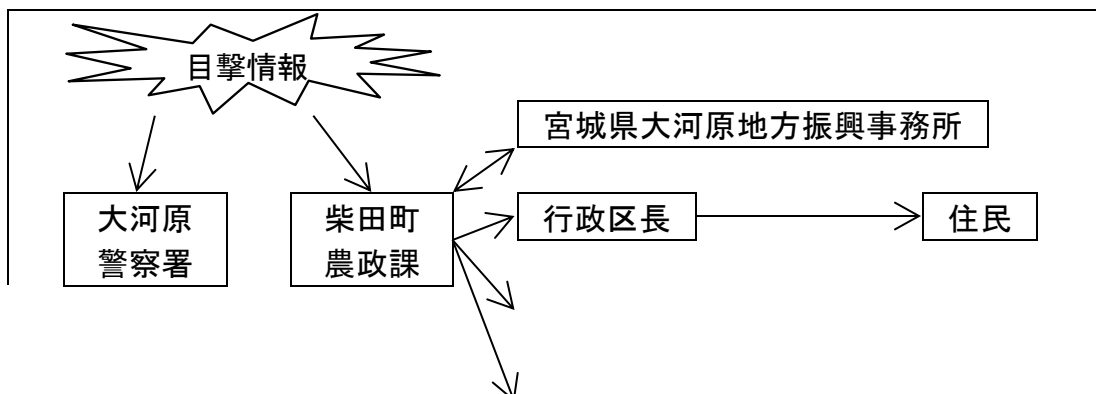 目撃情報
宮城県大河原地方振興事務所
大河原
警察署
柴田町
農政課
行政区長
住民